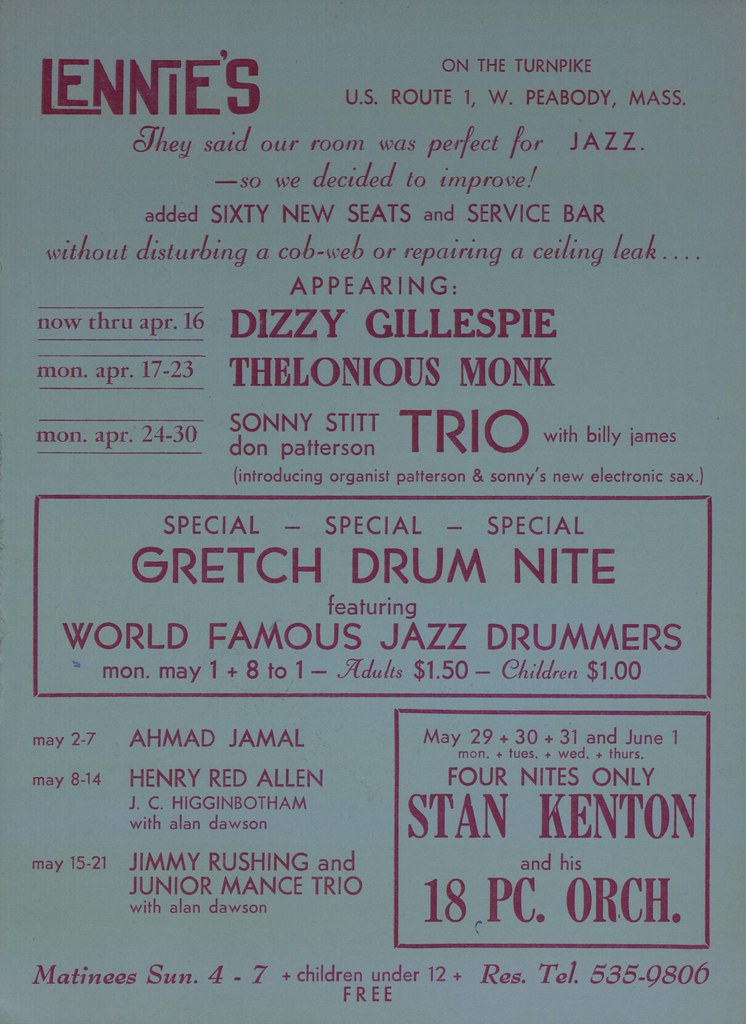 LENNIE'S
ON THE TURNPIKE
U.S. ROUTE 1, W. PEABODY, MASS.
They said our room was perfect for JAZZ.
—so we decided to improve!
added SIXTY NEW SEATS and SERVICE BAR
without disturbing a cob-web or repairing a ceiling leak....
APPEARING:
now thru apr. 16 DIZZY GILLESPIE
mon. apr. 17-23 THELONIOUS MONK
mon. apr. 24-30 SONNY STITT don patterson TRIO with billy james
(introducing organist patterson & sonny's new electronic sax.)
SPECIAL — SPECIAL — SPECIAL
GRETCH DRUM NITE
featuring
WORLD FAMOUS JAZZ DRUMMERS
mon. may 1 + 8 to 1 — Adults $1.50 — Children $1.00
may 2-7 AHMAD JAMAL
may 8-14 HENRY RED ALLEN
J. C. HIGGINBOTHAM
with alan dawson
may 15-21 JIMMY RUSHING and
JUNIOR MANCE TRIO
with alan dawson
May 29 + 30 + 31 and June 1
mon. + tues. + wed. + thurs.
FOUR NITES ONLY
STAN KENTON
and his
18 PC. ORCH.
Matinees Sun. 4 - 7 + children under 12 + Res. Tel. 535-9806
FREE